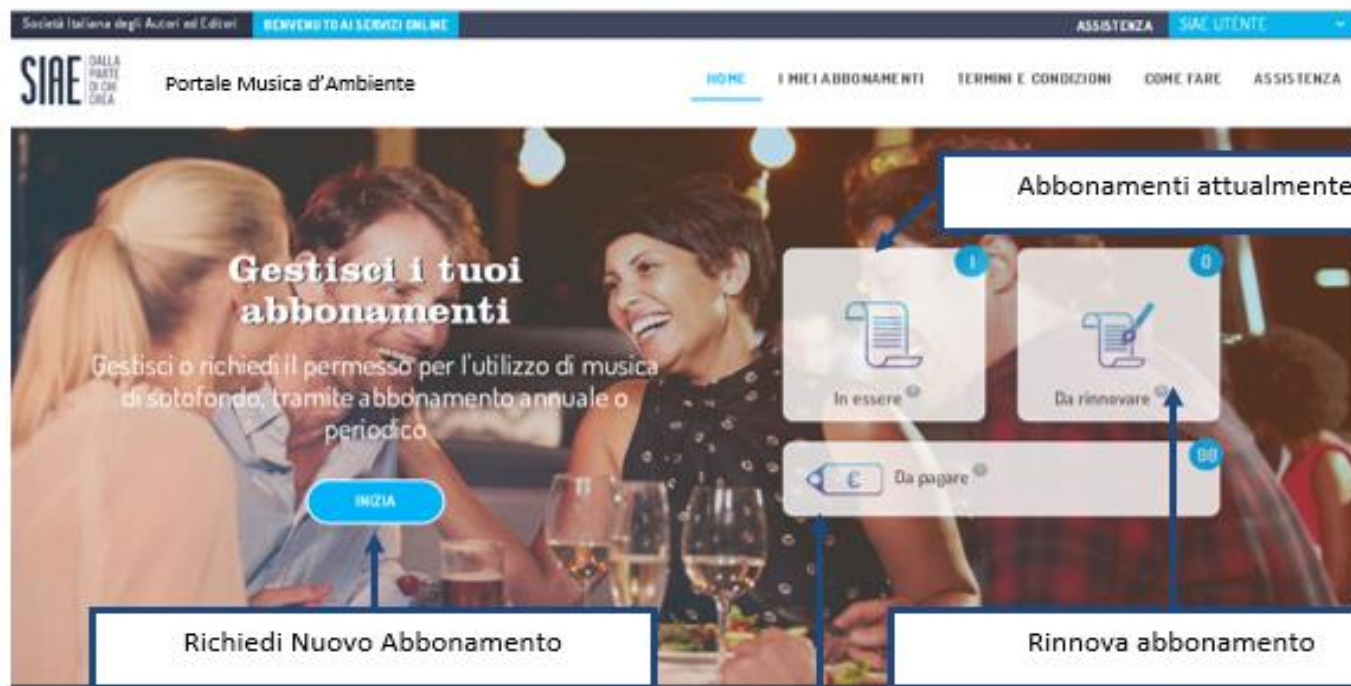 Società Italiana degli Autori ed Editori BENVENUTO AI SERVIZI ONLINE ASSISTENZA SIAE UTENTE
SIAE DALLA PARTE DI CHI CREA
Portale Musica d'Ambiente
HOME I MIEI ABBONAMENTI TERMINI E CONDIZIONI COME FARE ASSISTENZA
Abbonamenti attualmente
Gestisci i tuoi
abbonamenti
Gestisci o richiedi il permesso per l'utilizzo di musica
di sotofondo, tramite abbonamento annuale o
periodico
INIZIA
1
In essere
0
Da rinnovare
€ Da pagare
Richiedi Nuovo Abbonamento
Rinnova abbonamento